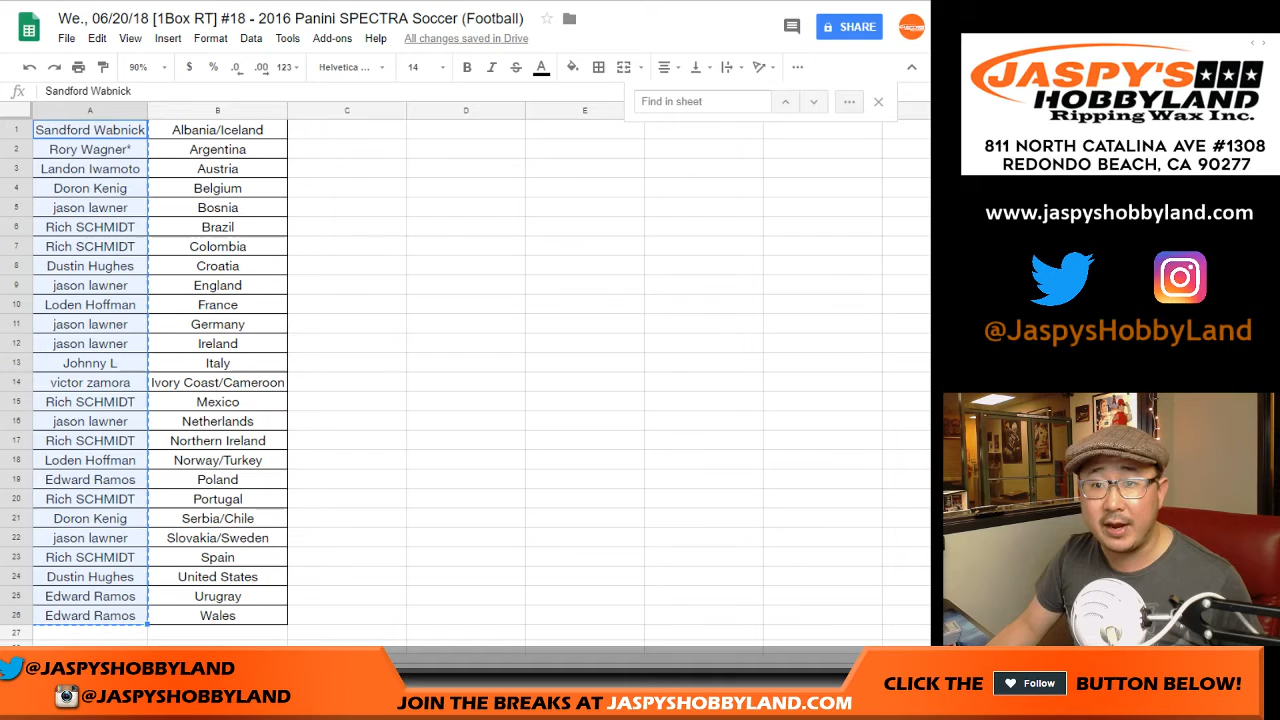 We., 06/20/18 [1Box RT] #18 - 2016 Panini SPECTRA Soccer (Football)
SHARE
File Edit View Insert Format Data Tools Add-ons Help All changes saved in Drive
90% $ % .0 .00 123 Helvetica ... 14 B I S A
fx Sandford Wabnick
Find in sheet
A B C D E
1 Sandford Wabnick Albania/Iceland
2 Rory Wagner* Argentina
3 Landon Iwamoto Austria
4 Doron Kenig Belgium
5 jason lawner Bosnia
6 Rich SCHMIDT Brazil
7 Rich SCHMIDT Colombia
8 Dustin Hughes Croatia
9 jason lawner England
10 Loden Hoffman France
11 jason lawner Germany
12 jason lawner Ireland
13 Johnny L Italy
14 victor zamora Ivory Coast/Cameroon
15 Rich SCHMIDT Mexico
16 jason lawner Netherlands
17 Rich SCHMIDT Northern Ireland
18 Loden Hoffman Norway/Turkey
19 Edward Ramos Poland
20 Rich SCHMIDT Portugal
21 Doron Kenig Serbia/Chile
22 jason lawner Slovakia/Sweden
23 Rich SCHMIDT Spain
24 Dustin Hughes United States
25 Edward Ramos Urugray
26 Edward Ramos Wales
27
JASPY'S
HOBBYLAND
Ripping Wax Inc.
811 NORTH CATALINA AVE #1308
REDONDO BEACH, CA 90277
www.jaspyshobbyland.com
@JaspysHobbyLand
@JASPYSHOBBYLAND
@JASPYSHOBBYLAND
JOIN THE BREAKS AT JASPYSHOBBYLAND.COM
CLICK THE Follow BUTTON BELOW!